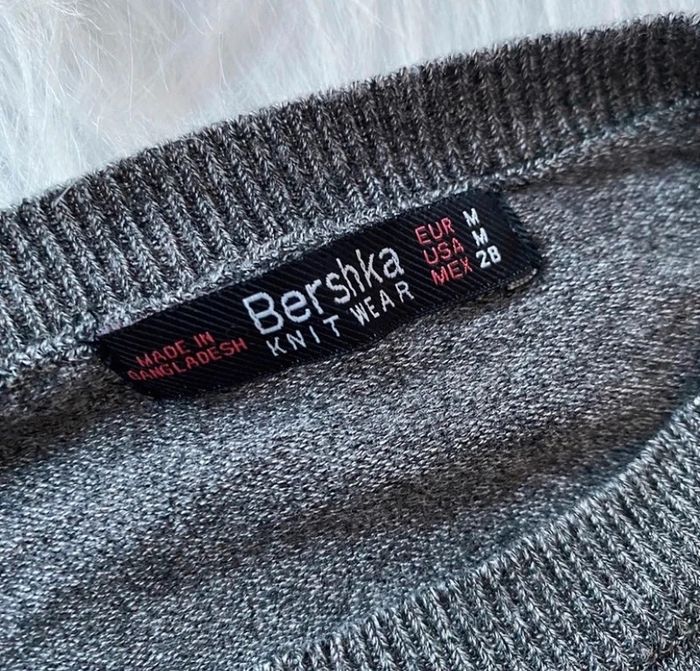 MADE IN
BANGLADESH
Bershka
KNIT WEAR
EUR M
USA M
MEX 28